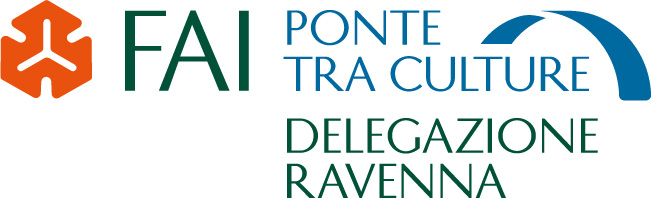 FAI
PONTE
TRA CULTURE
DELEGAZIONE
RAVENNA